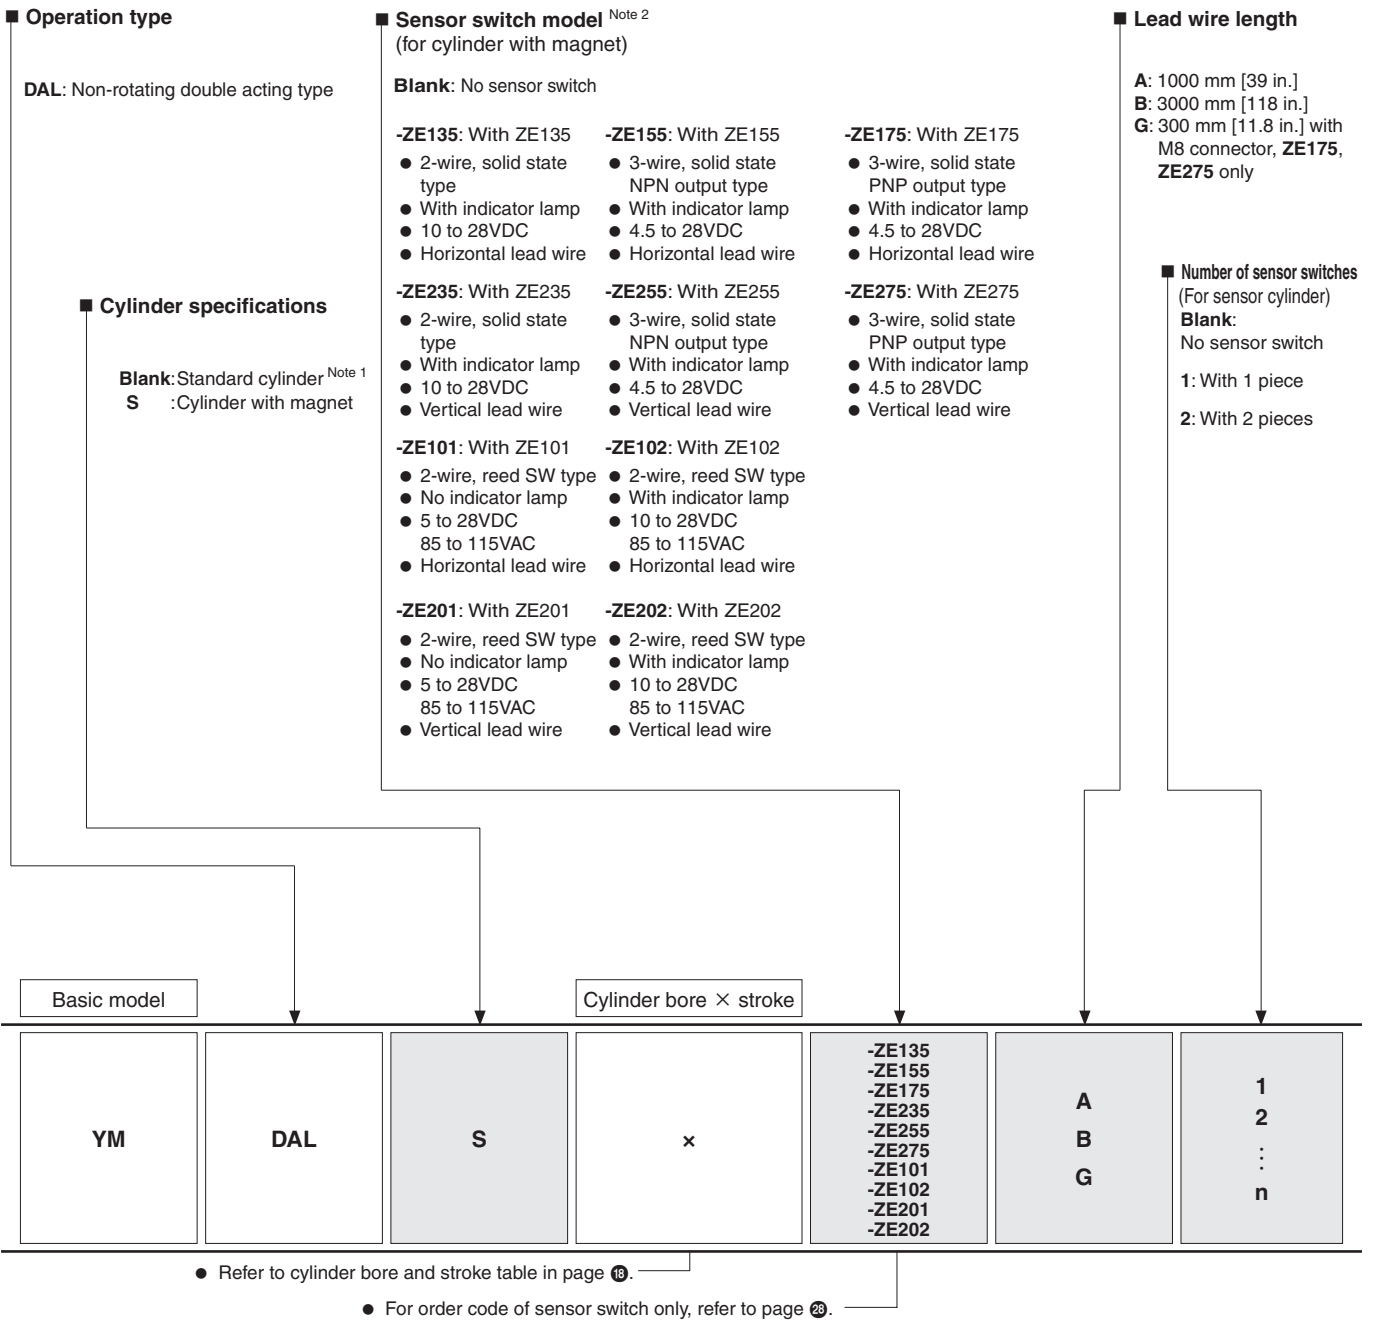 ■ Operation type
DAL: Non-rotating double acting type
■ Cylinder specifications
Blank:Standard cylinder Note 1
S :Cylinder with magnet
■ Sensor switch model Note 2
(for cylinder with magnet)
Blank: No sensor switch
-ZE135: With ZE135
● 2-wire, solid state
type
● With indicator lamp
● 10 to 28VDC
● Horizontal lead wire
-ZE155: With ZE155
● 3-wire, solid state
NPN output type
● With indicator lamp
● 4.5 to 28VDC
● Horizontal lead wire
-ZE175: With ZE175
● 3-wire, solid state
PNP output type
● With indicator lamp
● 4.5 to 28VDC
● Horizontal lead wire
-ZE235: With ZE235
● 2-wire, solid state
type
● With indicator lamp
● 10 to 28VDC
● Vertical lead wire
-ZE255: With ZE255
● 3-wire, solid state
NPN output type
● With indicator lamp
● 4.5 to 28VDC
● Vertical lead wire
-ZE275: With ZE275
● 3-wire, solid state
PNP output type
● With indicator lamp
● 4.5 to 28VDC
● Vertical lead wire
-ZE101: With ZE101
● 2-wire, reed SW type
● No indicator lamp
● 5 to 28VDC
85 to 115VAC
● Horizontal lead wire
-ZE102: With ZE102
● 2-wire, reed SW type
● With indicator lamp
● 10 to 28VDC
85 to 115VAC
● Horizontal lead wire
-ZE201: With ZE201
● 2-wire, reed SW type
● No indicator lamp
● 5 to 28VDC
85 to 115VAC
● Vertical lead wire
-ZE202: With ZE202
● 2-wire, reed SW type
● With indicator lamp
● 10 to 28VDC
85 to 115VAC
● Vertical lead wire
■ Lead wire length
A: 1000 mm [39 in.]
B: 3000 mm [118 in.]
G: 300 mm [11.8 in.] with
M8 connector, ZE175,
ZE275 only
■ Number of sensor switches
(For sensor cylinder)
Blank:
No sensor switch
1: With 1 piece
2: With 2 pieces
Basic model
Cylinder bore × stroke
YM
DAL
S
×
-ZE135
-ZE155
-ZE175
-ZE235
-ZE255
-ZE275
-ZE101
-ZE102
-ZE201
-ZE202
A
B
G
1
2
⋮
n
● Refer to cylinder bore and stroke table in page ⓲.
● For order code of sensor switch only, refer to page 28.